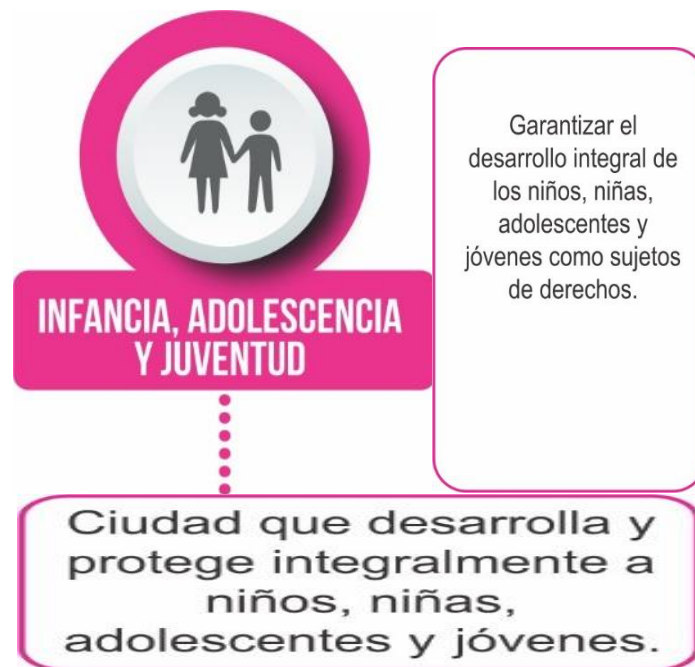 INFANCIA, ADOLESCENCIA
Y JUVENTUD
Garantizar el
desarrollo integral de
los niños, niñas,
adolescentes y
jóvenes como sujetos
de derechos.
Ciudad que desarrolla y
protege integralmente a
niños, niñas,
adolescentes y jóvenes.